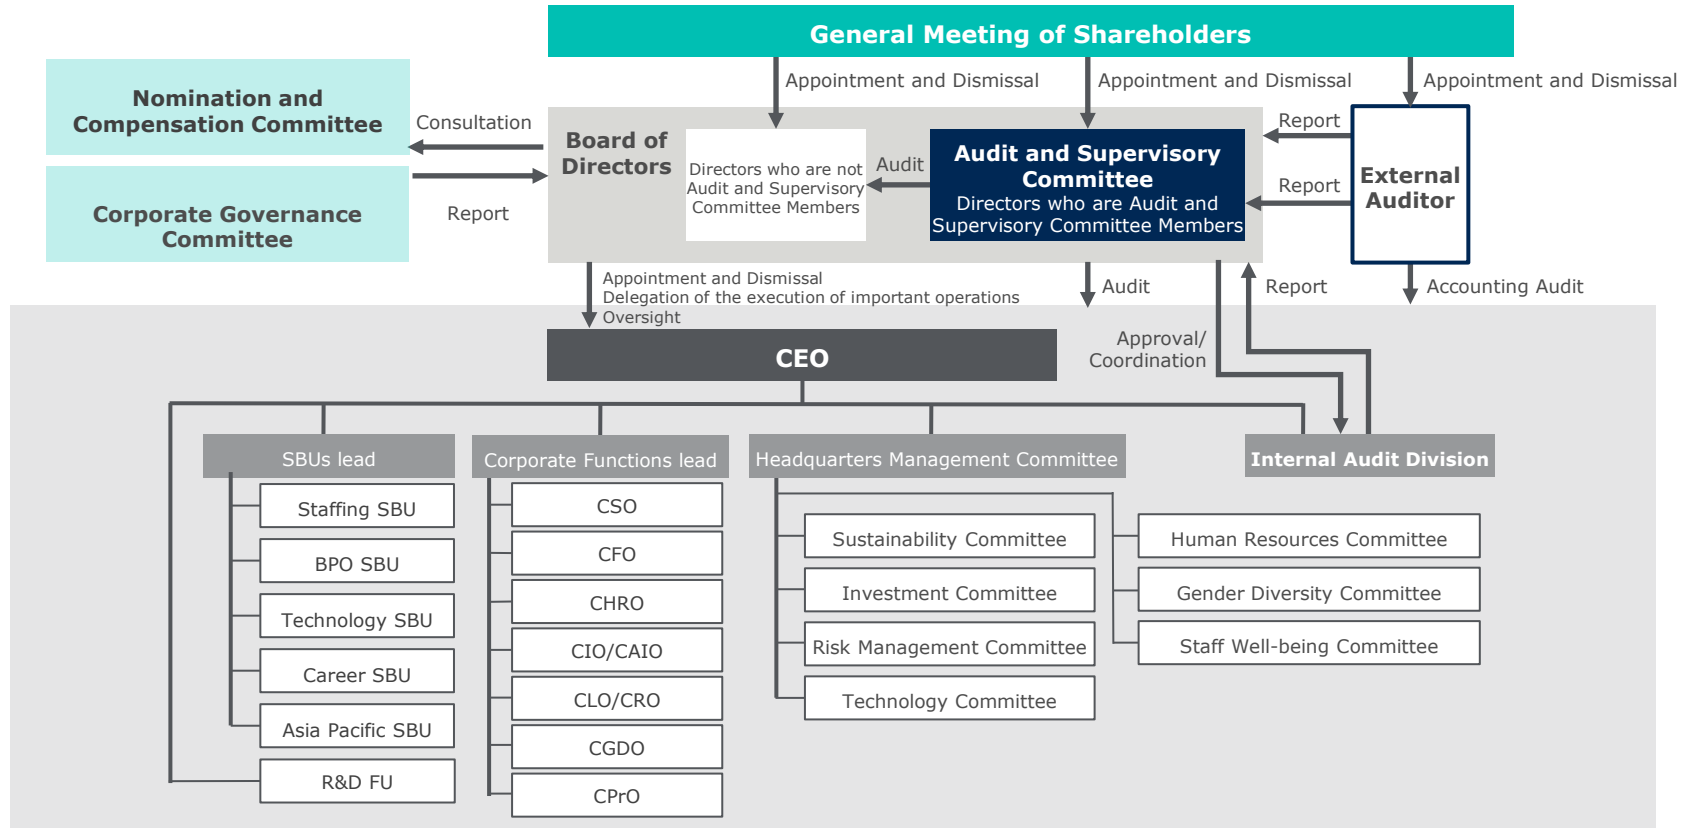 General Meeting of Shareholders
Appointment and Dismissal
Appointment and Dismissal
Appointment and Dismissal
Nomination and
Compensation Committee
Consultation
Corporate Governance
Committee
Report
Board of
Directors
Directors who are not
Audit and Supervisory
Committee Members
Audit
Audit and Supervisory
Committee
Directors who are Audit and
Supervisory Committee Members
Report
Report
External
Auditor
Appointment and Dismissal
Delegation of the execution of important operations
Oversight
Audit
Report
Accounting Audit
Approval/
Coordination
CEO
SBUs lead
Staffing SBU
BPO SBU
Technology SBU
Career SBU
Asia Pacific SBU
R&D FU
Corporate Functions lead
CSO
CFO
CHRO
CIO/CAIO
CLO/CRO
CGDO
CPrO
Headquarters Management Committee
Sustainability Committee
Investment Committee
Risk Management Committee
Technology Committee
Human Resources Committee
Gender Diversity Committee
Staff Well-being Committee
Internal Audit Division